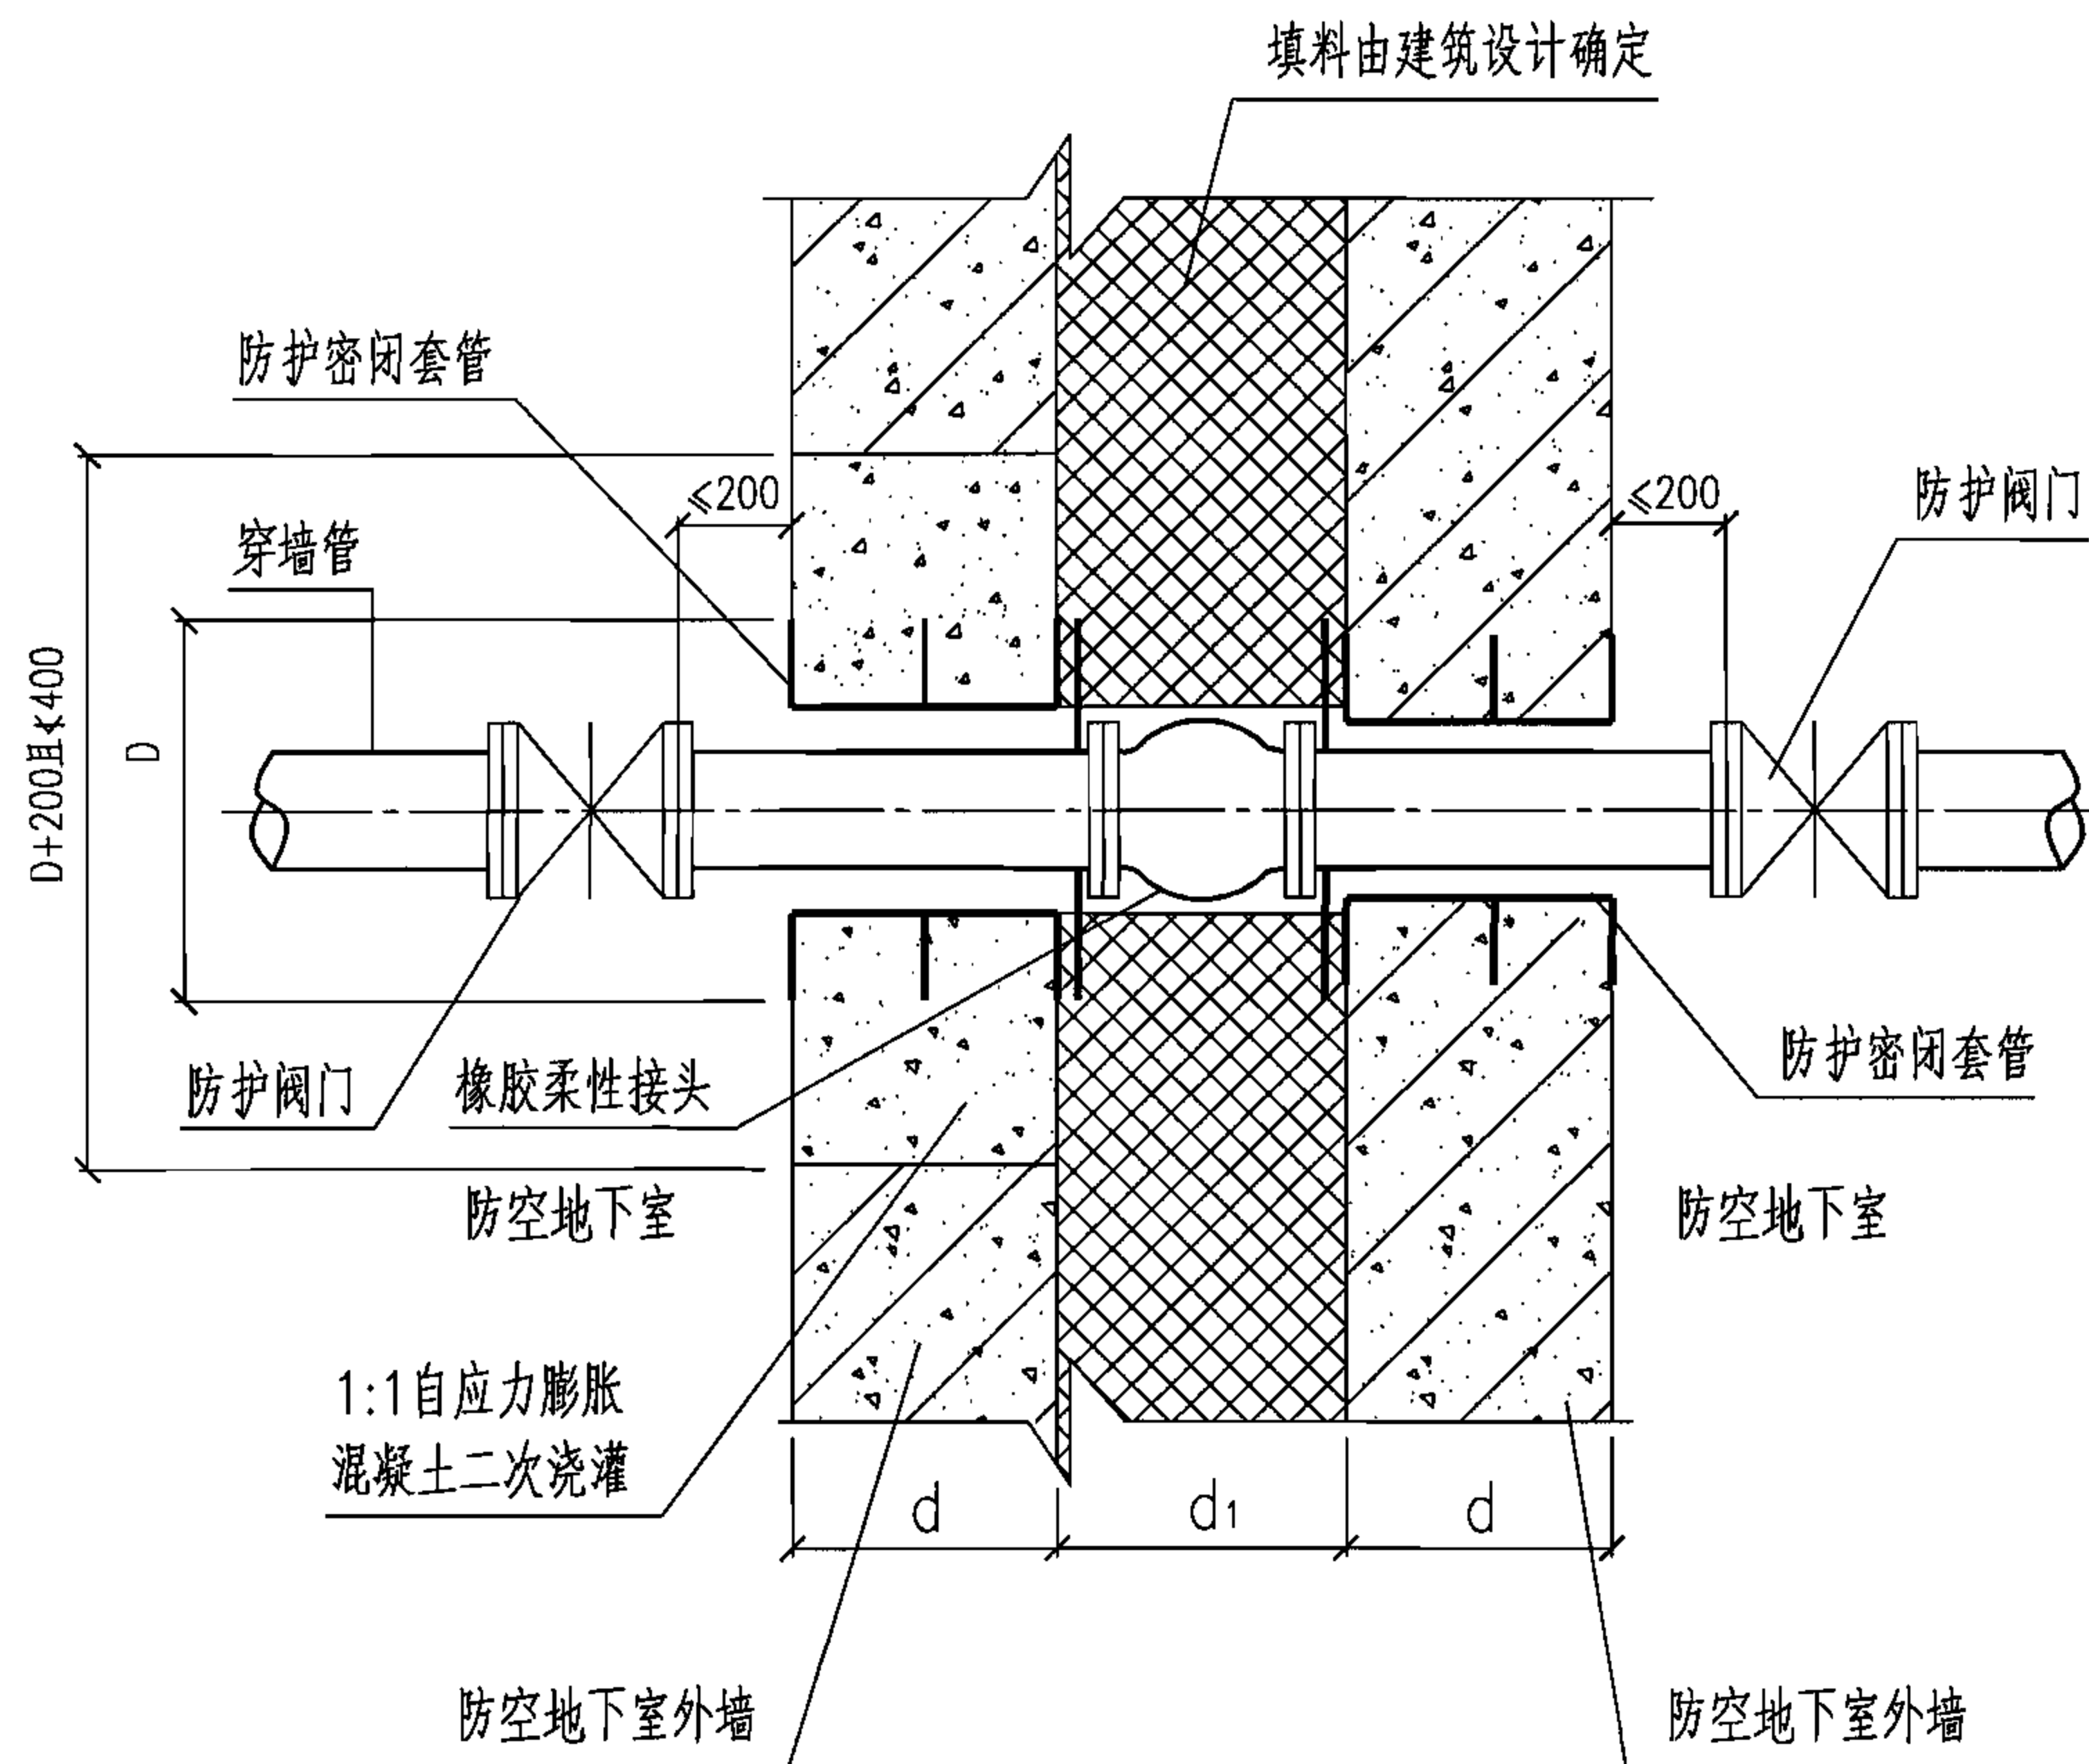 填料由建筑设计确定
防护密闭套管
≤200
≤200
防护阀门
穿墙管
D+200且≮400
D
防护阀门
橡胶柔性接头
防护密闭套管
防空地下室
防空地下室
1:1自应力膨胀
混凝土二次浇灌
d
d₁
d
防空地下室外墙
防空地下室外墙